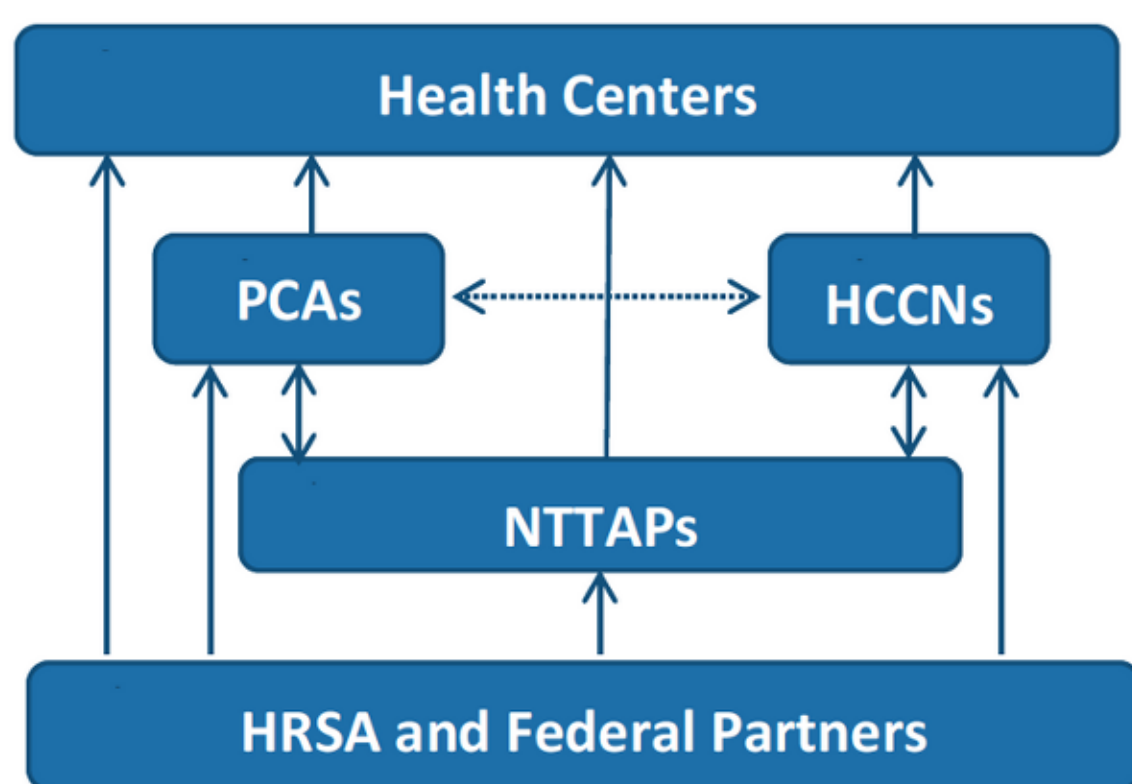 Health Centers
PCAs
HCCNs
NTTAPs
HRSA and Federal Partners